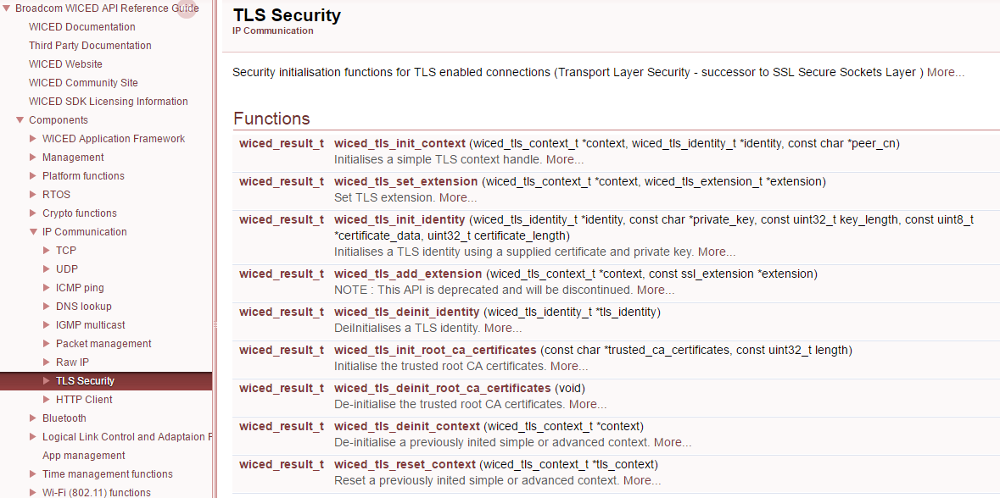 Broadcom WICED API Reference Guide
WICED Documentation
Third Party Documentation
WICED Website
WICED Community Site
WICED SDK Licensing Information
Components
WICED Application Framework
Management
Platform functions
RTOS
Crypto functions
IP Communication
TCP
UDP
ICMP ping
DNS lookup
IGMP multicast
Packet management
Raw IP
TLS Security
HTTP Client
Bluetooth
Logical Link Control and Adaptaion
App management
Time management functions
Wi-Fi (802.11) functions
TLS Security
IP Communication
Security initialisation functions for TLS enabled connections (Transport Layer Security - successor to SSL Secure Sockets Layer ) More...
Functions
wiced_result_t wiced_tls_init_context (wiced_tls_context_t *context, wiced_tls_identity_t *identity, const char *peer_cn)
Initialises a simple TLS context handle. More...
wiced_result_t wiced_tls_set_extension (wiced_tls_context_t *context, wiced_tls_extension_t *extension)
Set TLS extension. More...
wiced_result_t wiced_tls_init_identity (wiced_tls_identity_t *identity, const char *private_key, const uint32_t key_length, const uint8_t
*certificate_data, uint32_t certificate_length)
Initialises a TLS identity using a supplied certificate and private key. More...
wiced_result_t wiced_tls_add_extension (wiced_tls_context_t *context, const ssl_extension *extension)
NOTE : This API is deprecated and will be discontinued. More...
wiced_result_t wiced_tls_deinit_identity (wiced_tls_identity_t *tls_identity)
DeiInitialises a TLS identity. More...
wiced_result_t wiced_tls_init_root_ca_certificates (const char *trusted_ca_certificates, const uint32_t length)
Initialise the trusted root CA certificates. More...
wiced_result_t wiced_tls_deinit_root_ca_certificates (void)
De-initialise the trusted root CA certificates. More...
wiced_result_t wiced_tls_deinit_context (wiced_tls_context_t *context)
De-initialise a previously inited simple or advanced context. More...
wiced_result_t wiced_tls_reset_context (wiced_tls_context_t *tls_context)
Reset a previously inited simple or advanced context. More...